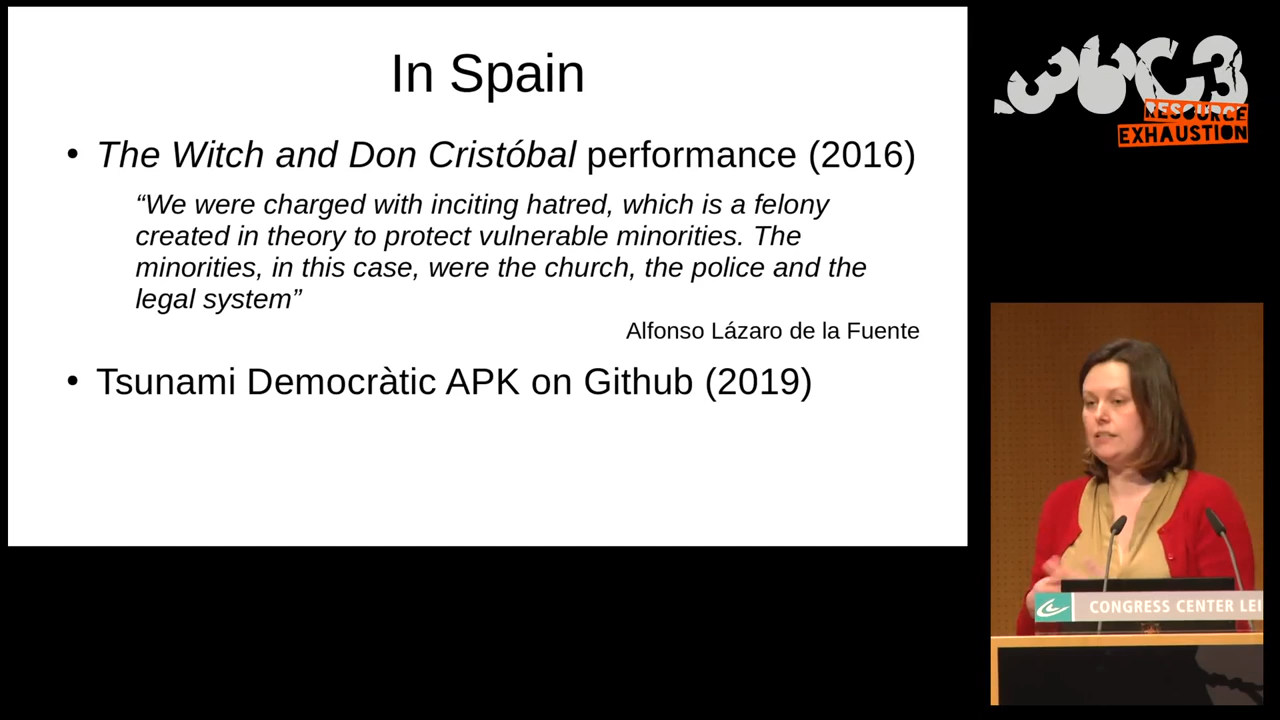 In Spain
• The Witch and Don Cristóbal performance (2016)
“We were charged with inciting hatred, which is a felony
created in theory to protect vulnerable minorities. The
minorities, in this case, were the church, the police and the
legal system”
Alfonso Lázaro de la Fuente
• Tsunami Democràtic APK on Github (2019)
36C3
RESOURCE
EXHAUSTION
CONGRESS CENTER LEI